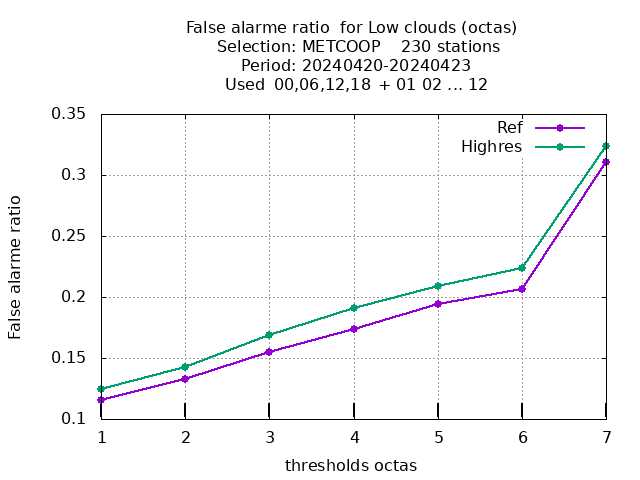 False alarme ratio  for Low clouds (octas)
Selection: METCOOP    230 stations
Period: 20240420-20240423
Used  00,06,12,18 + 01 02 ... 12
0.35
0.3
0.25
0.2
0.15
0.1
False alarme ratio
Ref
Highres
1 2 3 4 5 6 7
thresholds octas